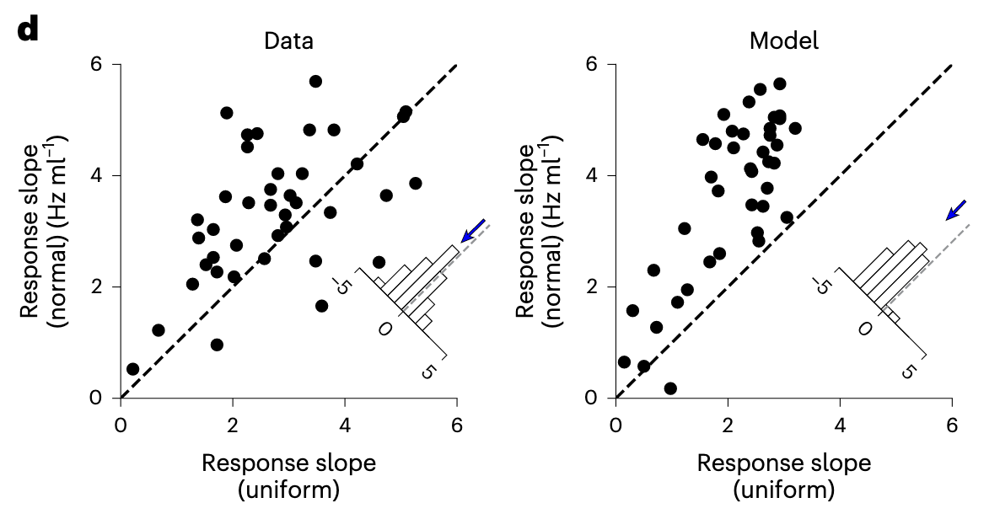 d
Data
Response slope
(normal) (Hz ml⁻¹)
6
4
2
0
0 2 4 6
–5
0
5
Response slope
(uniform)
Model
Response slope
(normal) (Hz ml⁻¹)
6
4
2
0
0 2 4 6
–5
0
5
Response slope
(uniform)